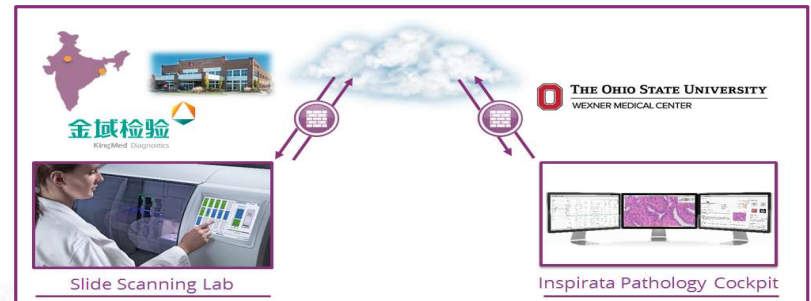 金域检验
KingMed Diagnostics
THE OHIO STATE UNIVERSITY
WEXNER MEDICAL CENTER
Slide Scanning Lab
Inspirata Pathology Cockpit